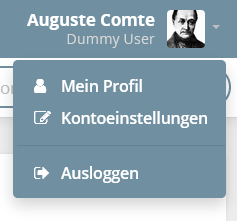 Auguste Comte
Dummy User
Mein Profil
Kontoeinstellungen
Ausloggen